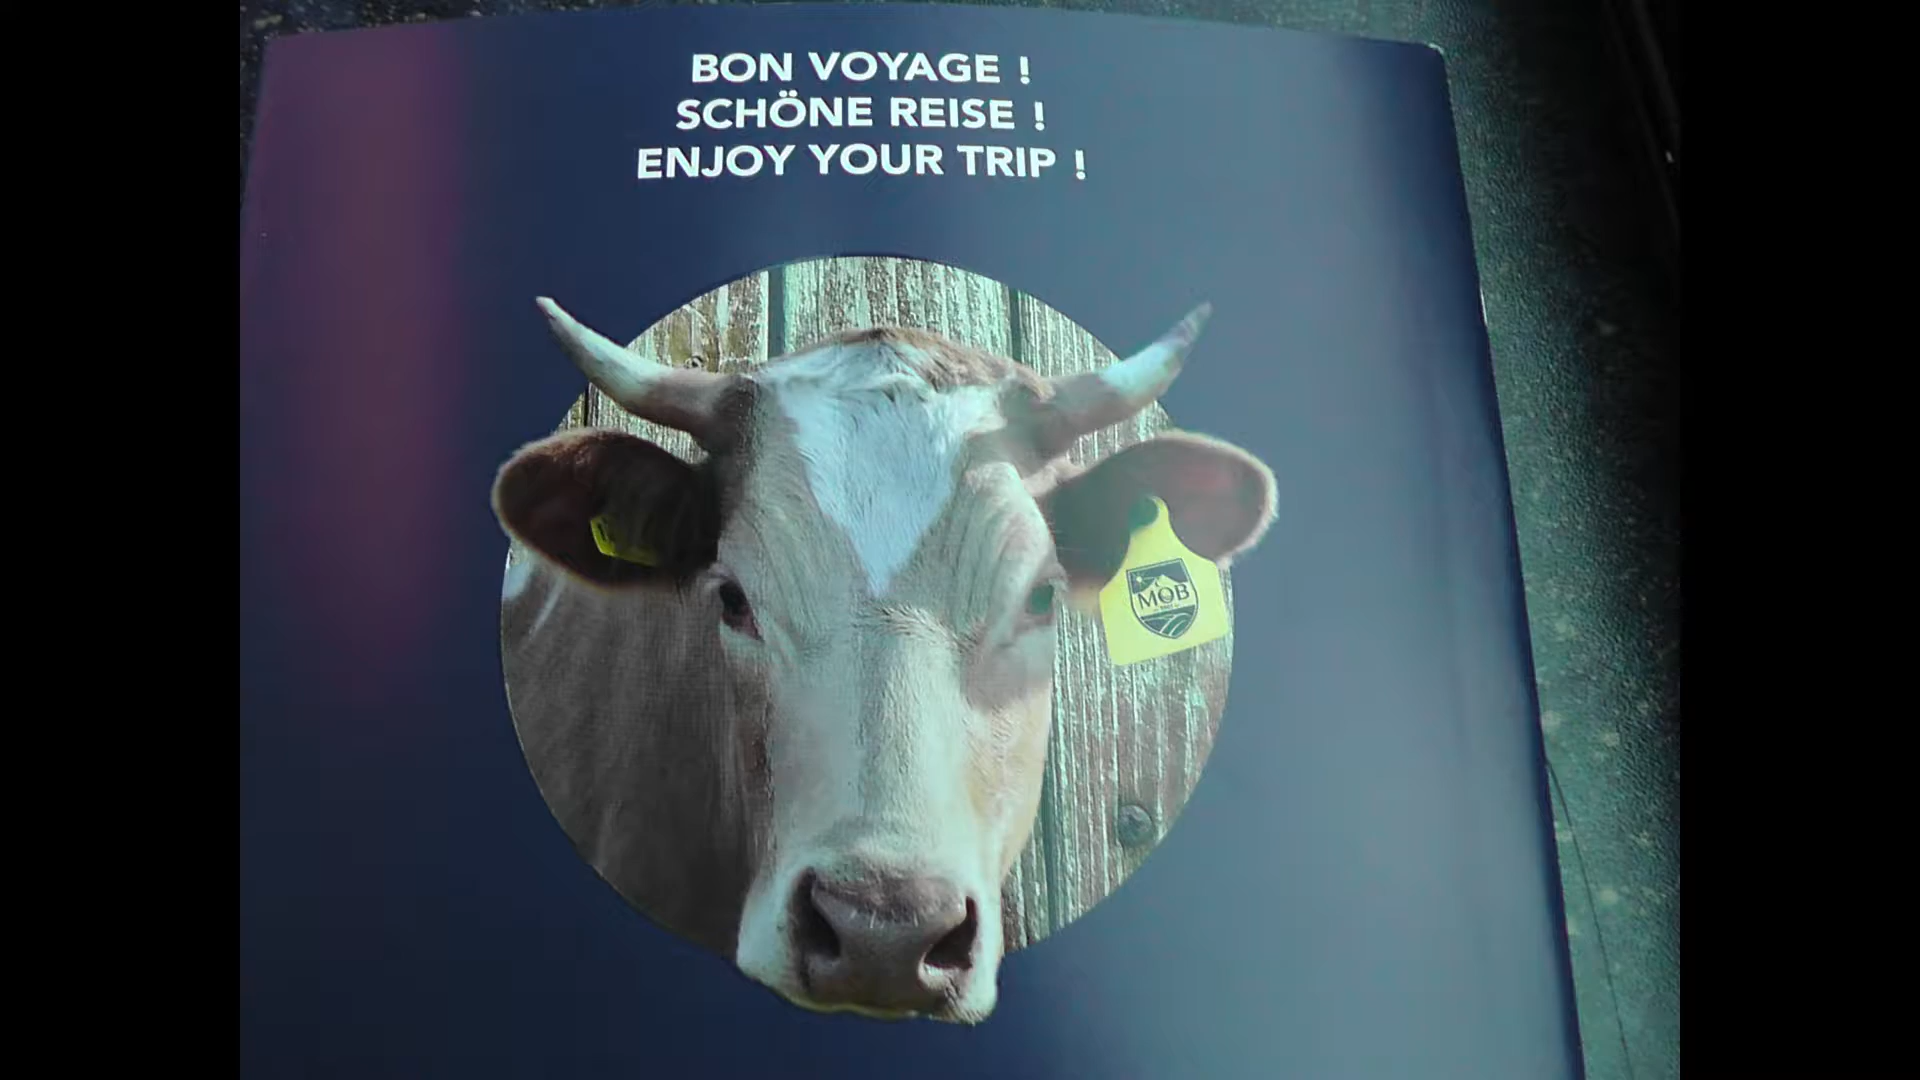 BON VOYAGE !
SCHÖNE REISE !
ENJOY YOUR TRIP !
MOB